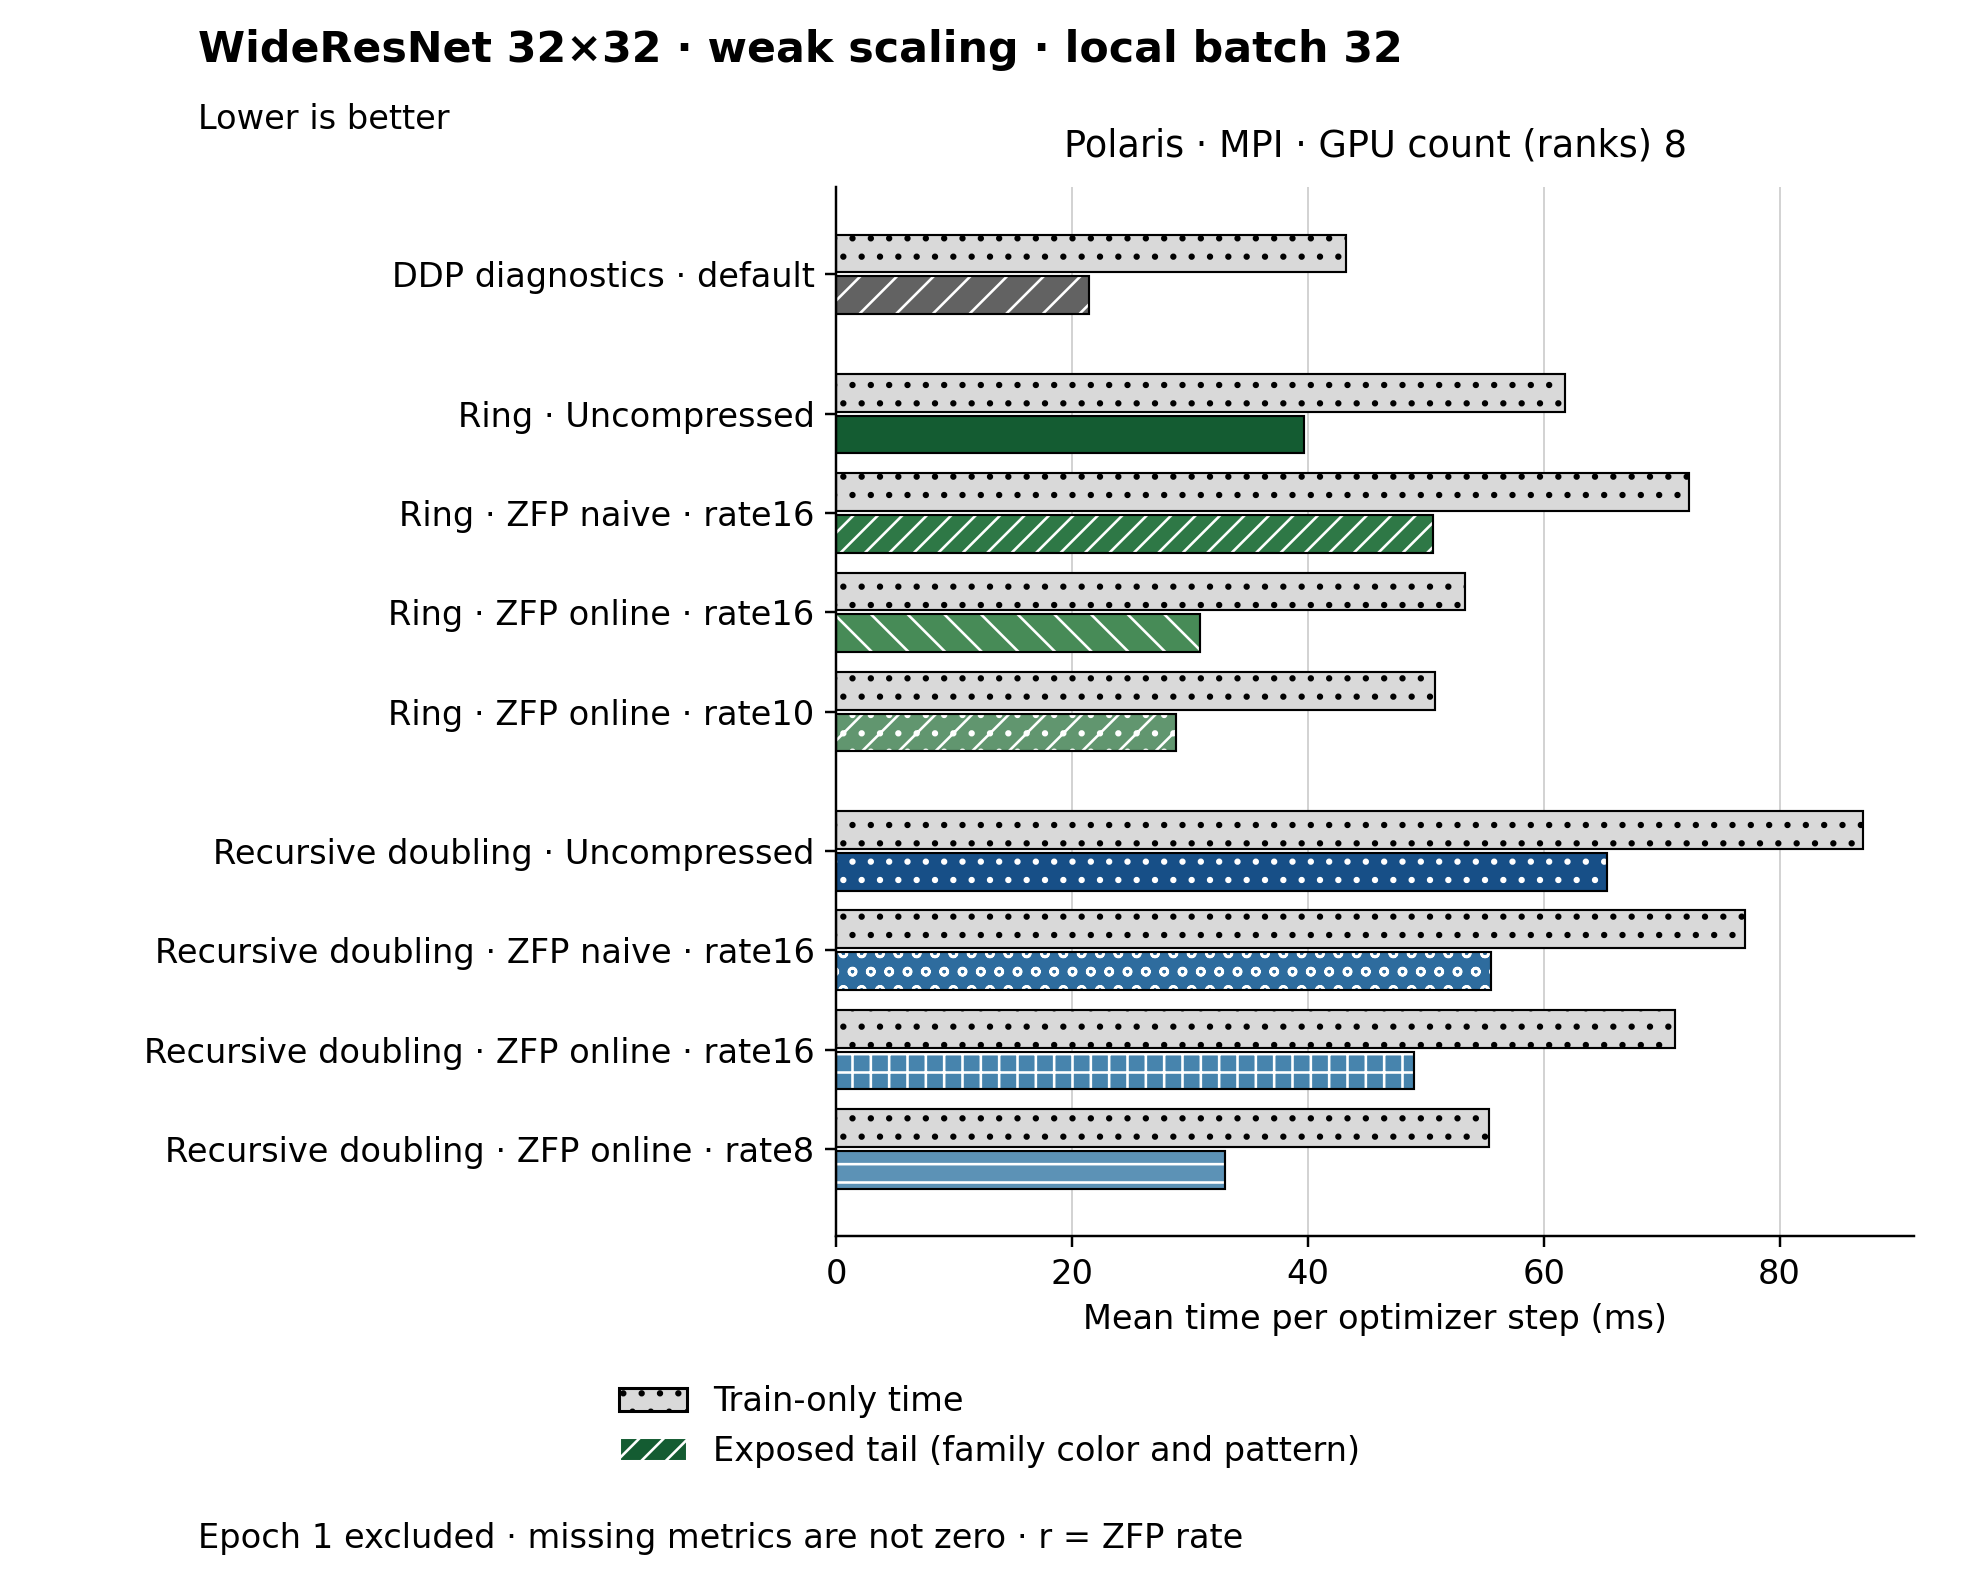 WideResNet 32×32 · weak scaling · local batch 32
Lower is better
Polaris · MPI · GPU count (ranks) 8
DDP diagnostics · default
Ring · Uncompressed
Ring · ZFP naive · rate16
Ring · ZFP online · rate16
Ring · ZFP online · rate10
Recursive doubling · Uncompressed
Recursive doubling · ZFP naive · rate16
Recursive doubling · ZFP online · rate16
Recursive doubling · ZFP online · rate8
0 20 40 60 80
Mean time per optimizer step (ms)
Train-only time
Exposed tail (family color and pattern)
Epoch 1 excluded · missing metrics are not zero · r = ZFP rate